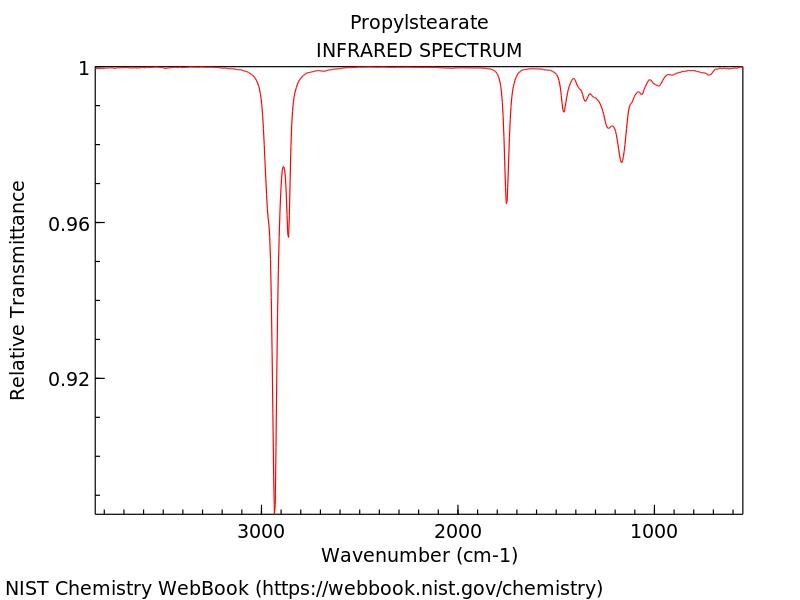 Propylstearate
INFRARED SPECTRUM
1
0.96
0.92
Relative Transmittance
3000 2000 1000
Wavenumber (cm-1)
NIST Chemistry WebBook (https://webbook.nist.gov/chemistry)